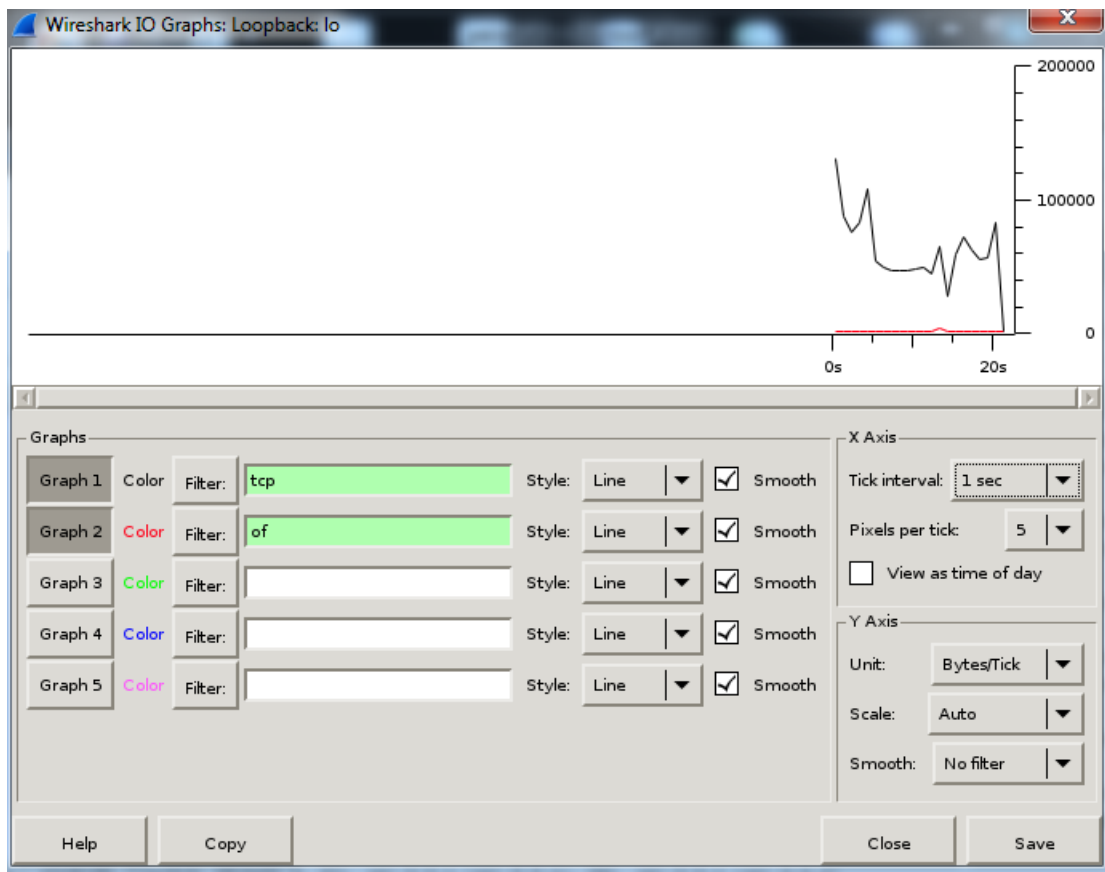 Wireshark IO Graphs: Loopback: lo
x
200000
100000
0
0s 20s
Graphs
Graph 1 Color Filter: tcp Style: Line Smooth
Graph 2 Color Filter: of Style: Line Smooth
Graph 3 Color Filter: Style: Line Smooth
Graph 4 Color Filter: Style: Line Smooth
Graph 5 Color Filter: Style: Line Smooth
X Axis
Tick interval: 1 sec
Pixels per tick: 5
View as time of day
Y Axis
Unit: Bytes/Tick
Scale: Auto
Smooth: No filter
Help Copy Close Save